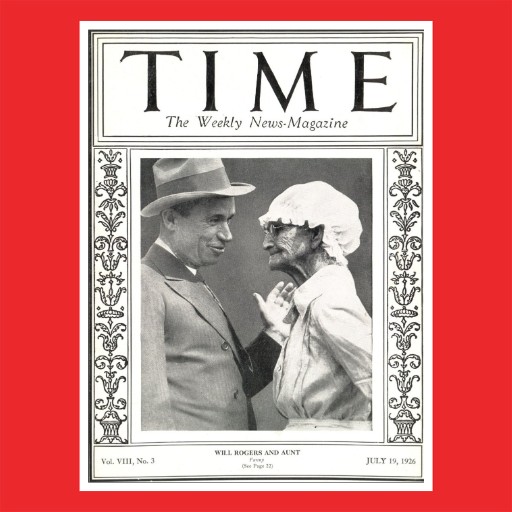 TIME
The Weekly News-Magazine
WILL ROGERS AND AUNT
Vol. VIII, No. 3
(See Page 32)
JULY 19, 1926